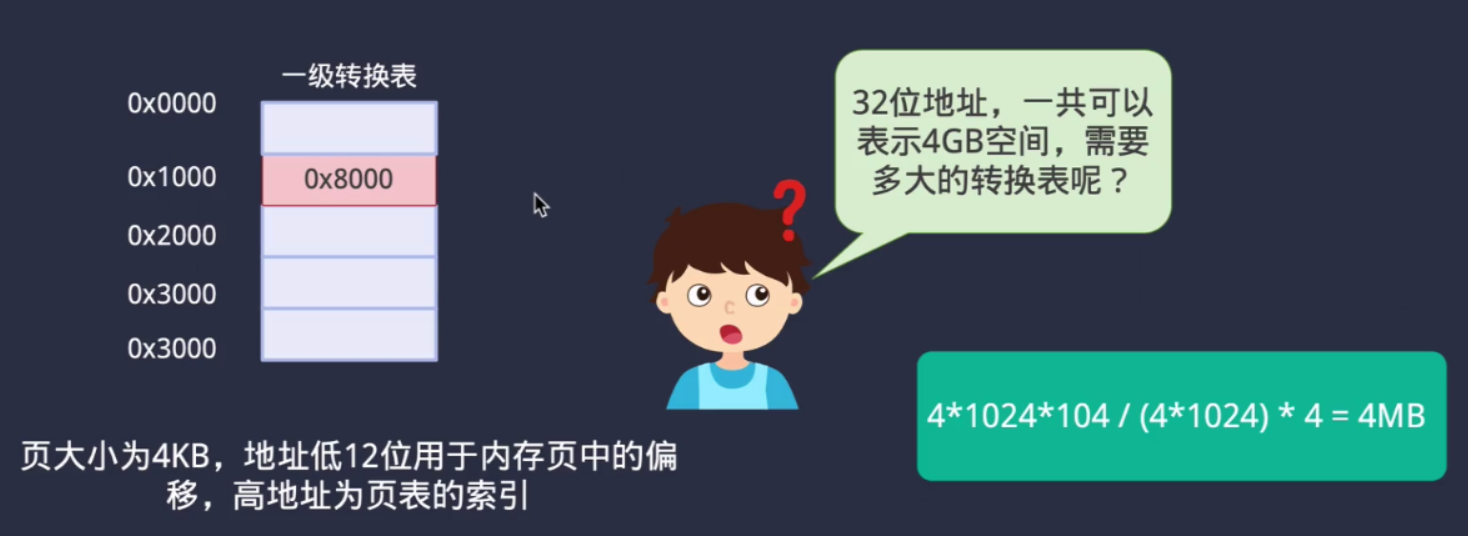 一级转换表
0x0000
0x1000
0x8000
0x2000
0x3000
0x3000
页大小为4KB，地址低12位用于内存页中的偏
移，高地址为页表的索引
32位地址，一共可以
表示4GB空间，需要
多大的转换表呢？
4*1024*104 / (4*1024) * 4 = 4MB